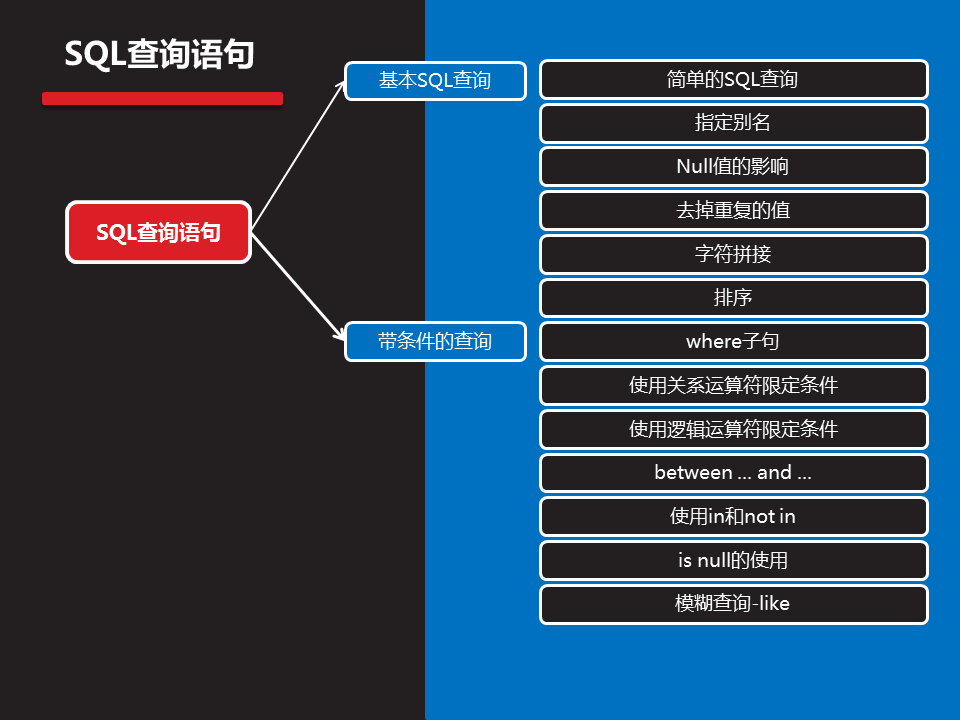 SQL查询语句
SQL查询语句
基本SQL查询
简单的SQL查询
指定别名
Null值的影响
去掉重复的值
字符拼接
排序
带条件的查询
where子句
使用关系运算符限定条件
使用逻辑运算符限定条件
between ... and ...
使用in和not in
is null的使用
模糊查询-like